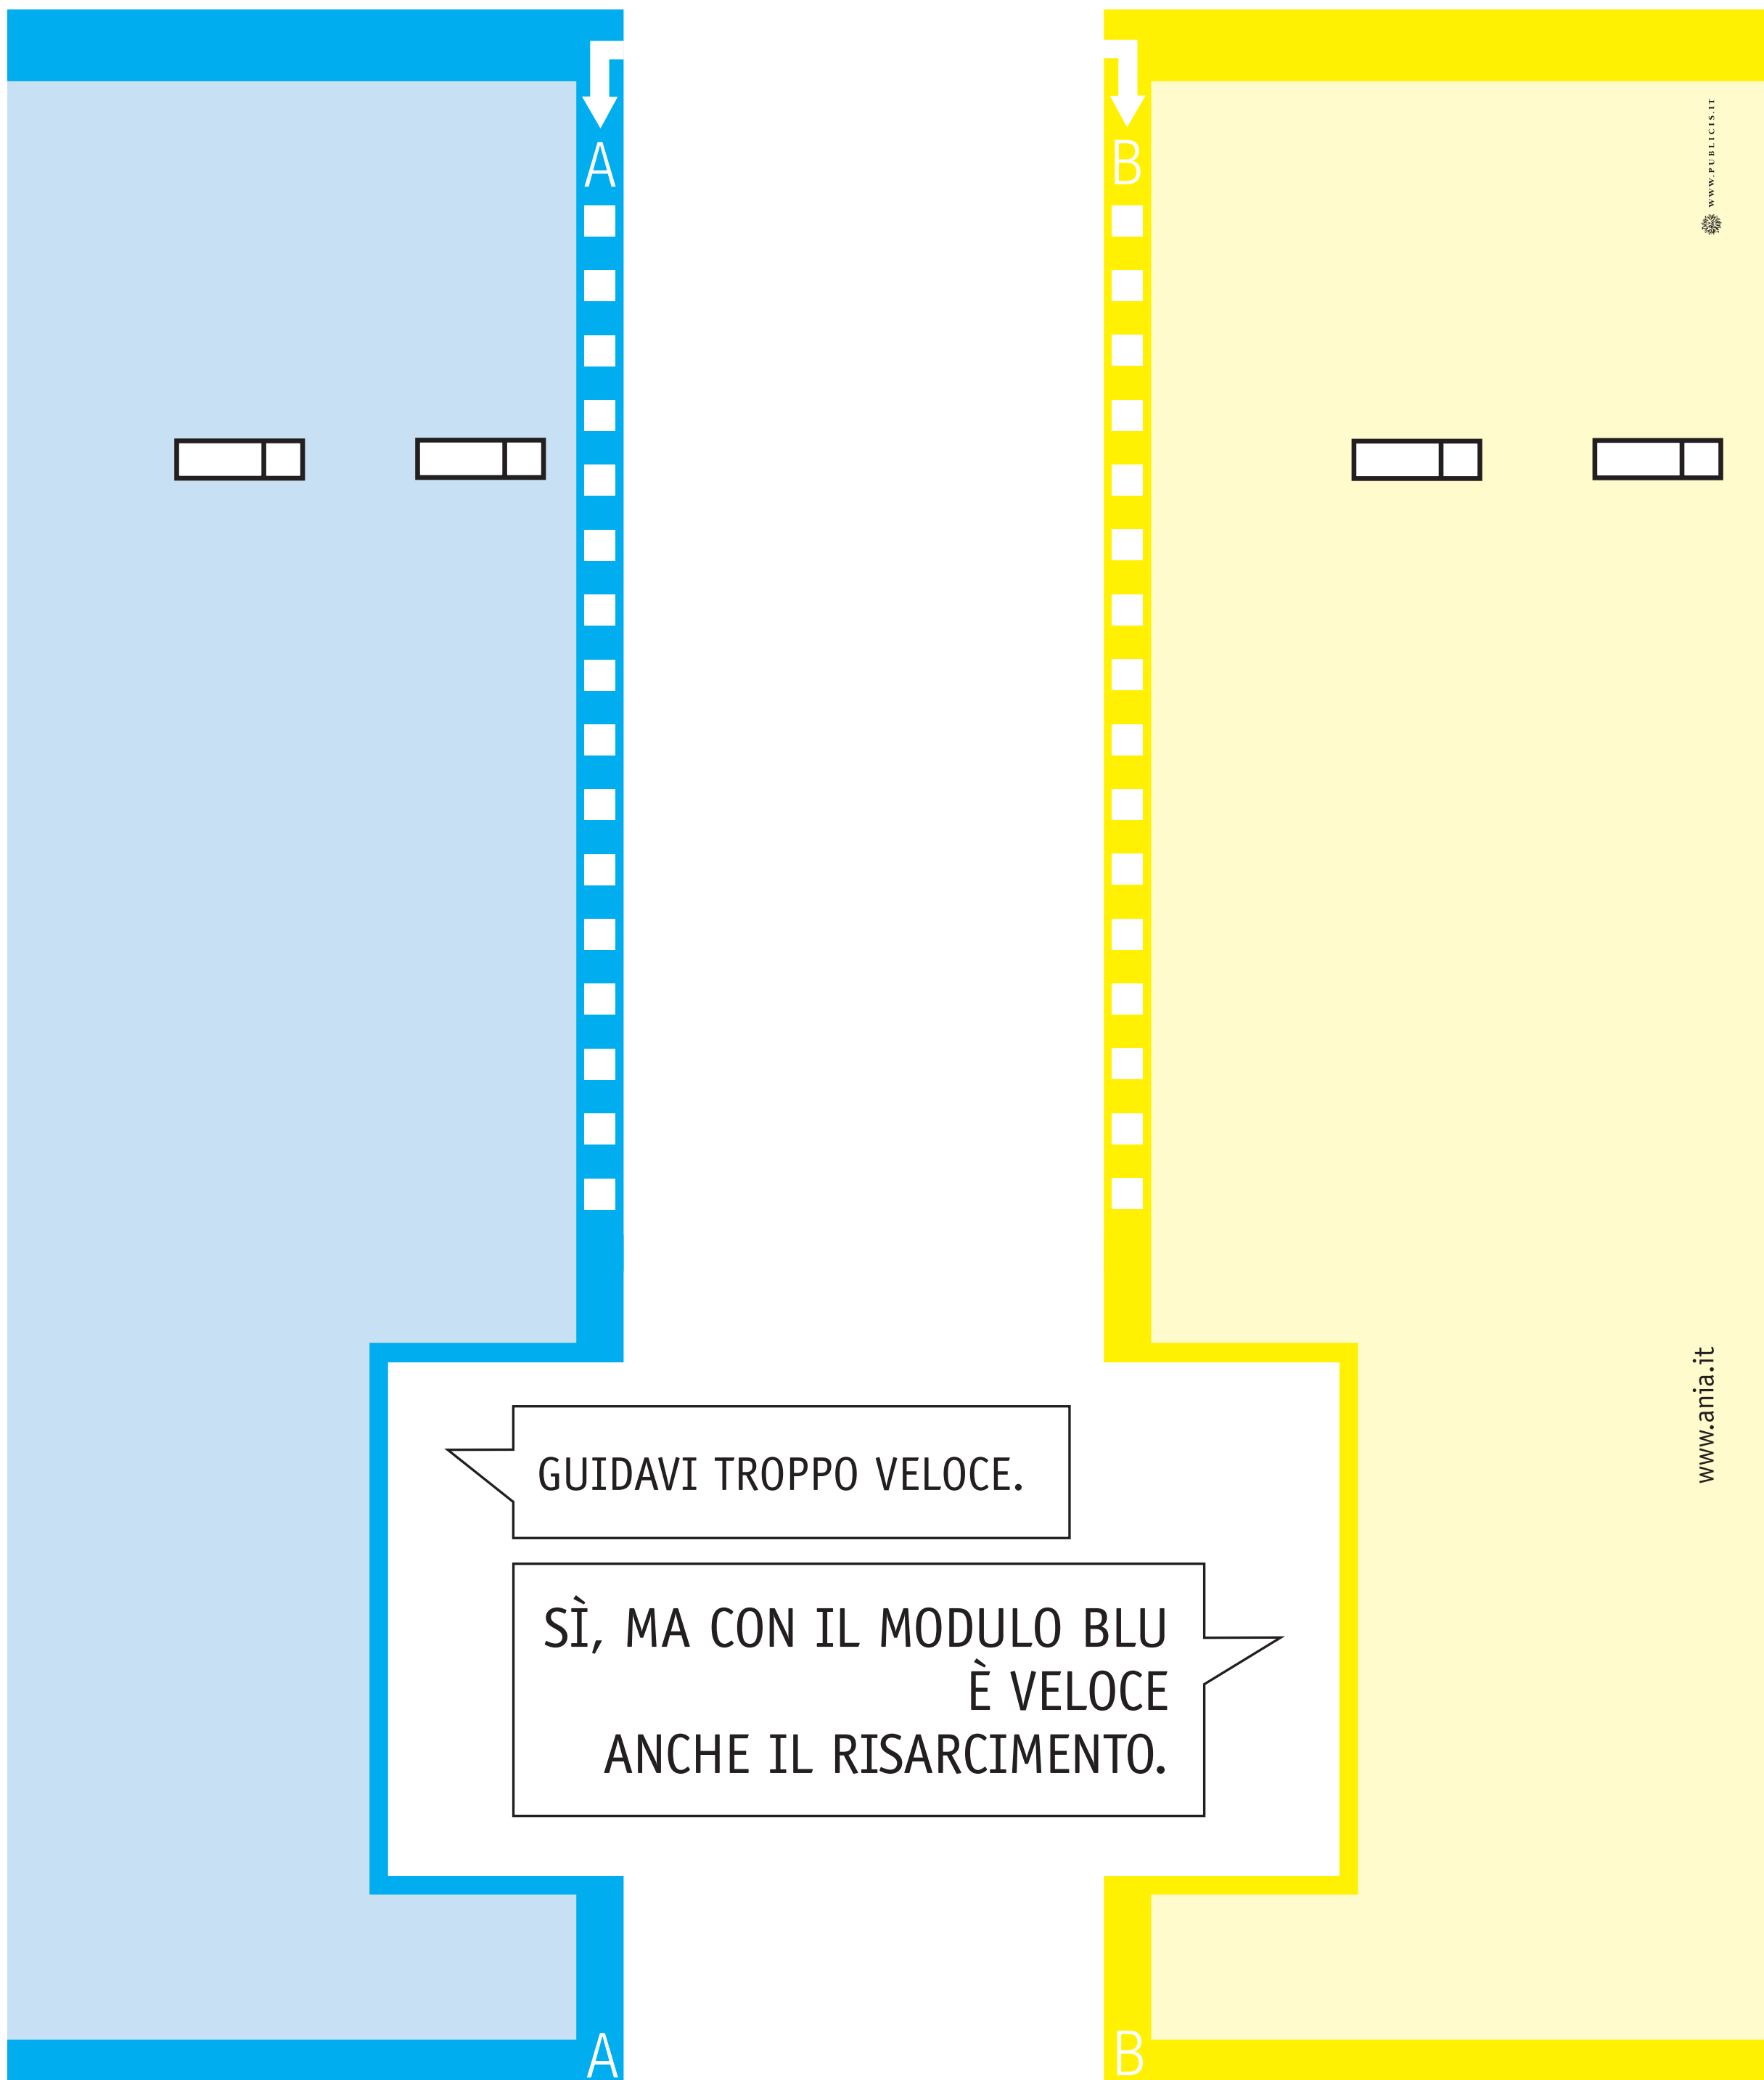 A
B
WWW.PUBLICIS.IT
www.ania.it
GUIDAVI TROPPO VELOCE.
SÌ, MA CON IL MODULO BLU
È VELOCE
ANCHE IL RISARCIMENTO.
A
B